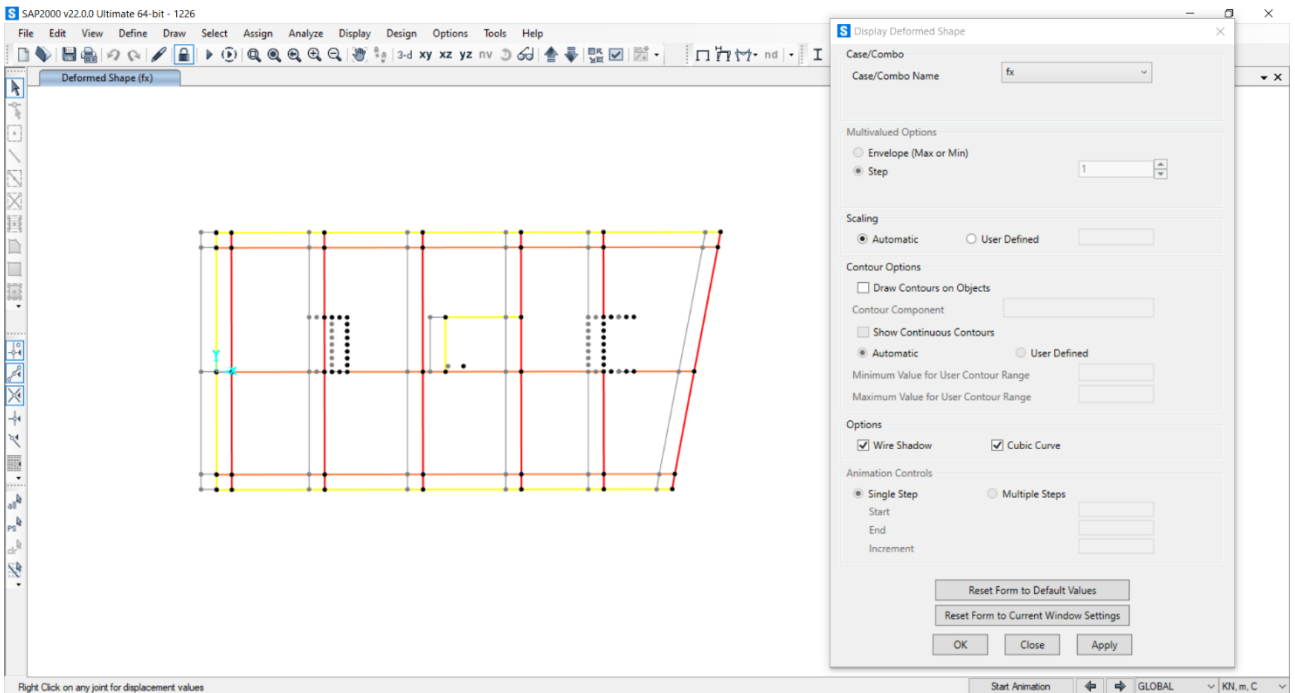 SAP2000 v22.0.0 Ultimate 64-bit - 1226
File Edit View Define Draw Select Assign Analyze Display Design Options Tools Help
3-d xy xz yz nv nd
Deformed Shape (fx)
Y
X
all
PS
clr
Display Deformed Shape
Case/Combo
Case/Combo Name fx
Multivalued Options
Envelope (Max or Min)
Step 1
Scaling
Automatic User Defined
Contour Options
Draw Contours on Objects
Contour Component
Show Continuous Contours
Automatic User Defined
Minimum Value for User Contour Range
Maximum Value for User Contour Range
Options
Wire Shadow Cubic Curve
Animation Controls
Single Step Multiple Steps
Start
End
Increment
Reset Form to Default Values
Reset Form to Current Window Settings
OK Close Apply
Right Click on any joint for displacement values Start Animation GLOBAL KN, m, C